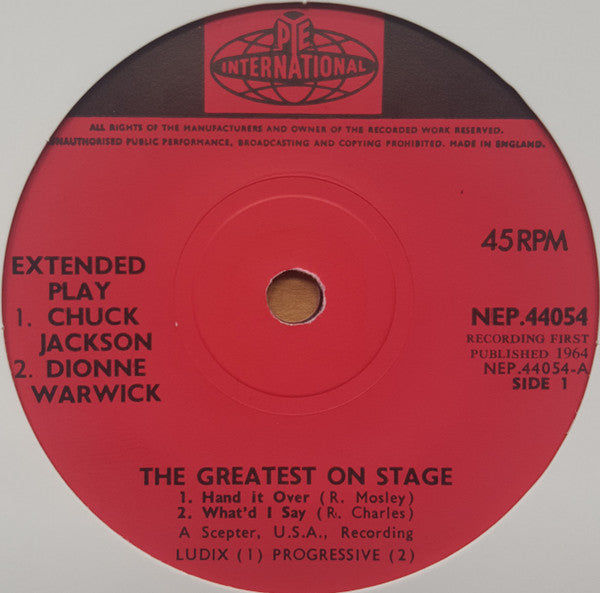 PYE
INTERNATIONAL
ALL RIGHTS OF THE MANUFACTURERS AND OWNER OF THE RECORDED WORK RESERVED.
UNAUTHORISED PUBLIC PERFORMANCE, BROADCASTING AND COPYING PROHIBITED. MADE IN ENGLAND.
EXTENDED
PLAY
1. CHUCK
JACKSON
2. DIONNE
WARWICK
45RPM
NEP.44054
RECORDING FIRST
PUBLISHED 1964
NEP.44054-A
SIDE 1
THE GREATEST ON STAGE
1. Hand it Over (R. Mosley)
2. What'd I Say (R. Charles)
A Scepter, U.S.A., Recording
LUDIX (1) PROGRESSIVE (2)